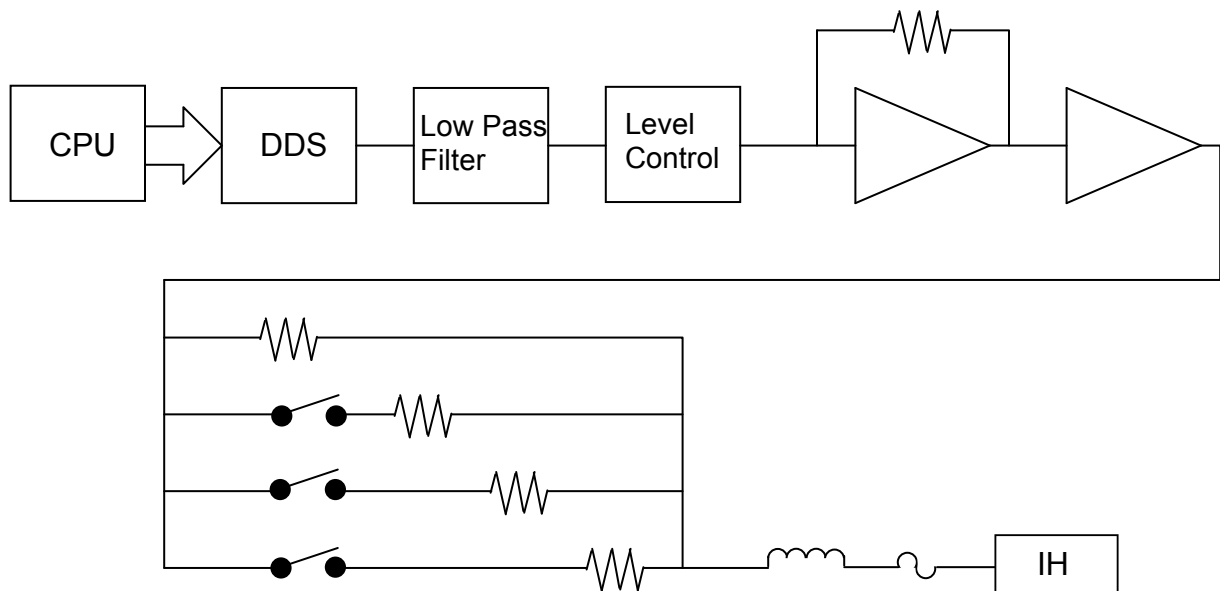 CPU
DDS
Low Pass
Filter
Level
Control
IH